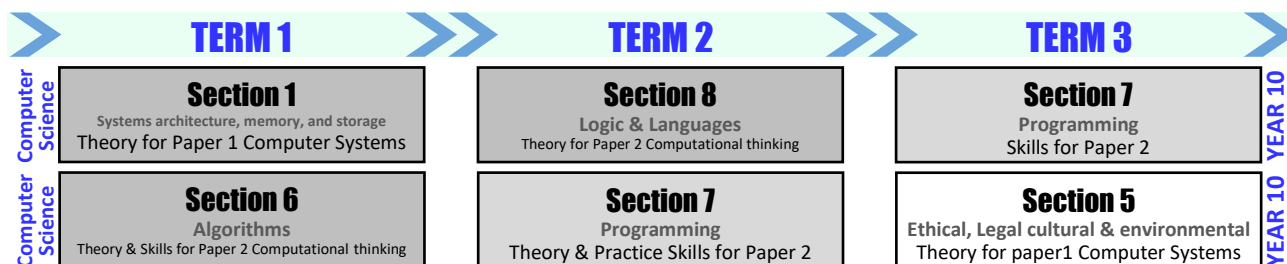 TERM 1
TERM 2
TERM 3
Computer
Science
Section 1
Systems architecture, memory, and storage
Theory for Paper 1 Computer Systems
Section 8
Logic & Languages
Theory for Paper 2 Computational thinking
Section 7
Programming
Skills for Paper 2
YEAR 10
Computer
Science
Section 6
Algorithms
Theory & Skills for Paper 2 Computational thinking
Section 7
Programming
Theory & Practice Skills for Paper 2
Section 5
Ethical, Legal cultural & environmental
Theory for paper1 Computer Systems
YEAR 10